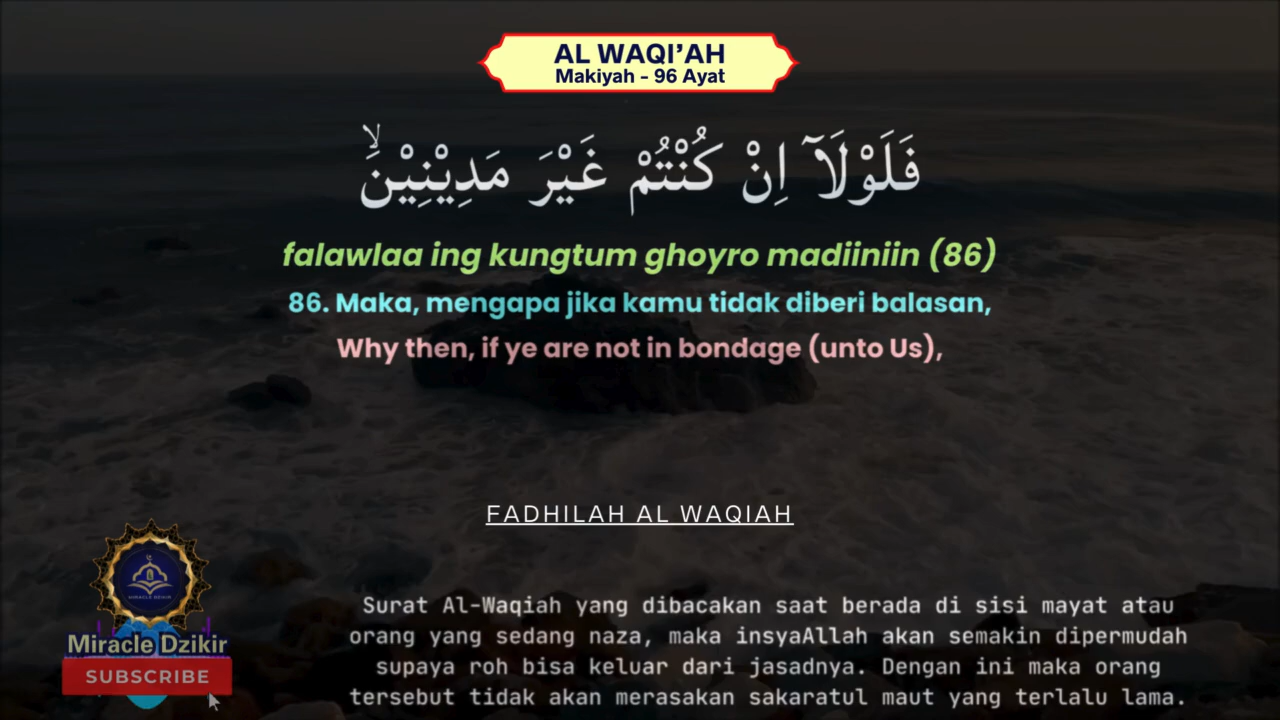 AL WAQI’AH
Makiyah - 96 Ayat
فَلَوْلَآ اِنْ كُنْتُمْ غَيْرَ مَدِيْنِيْنَۙ
falawlaa ing kungtum ghoyro madiiniin (86)
86. Maka, mengapa jika kamu tidak diberi balasan,
Why then, if ye are not in bondage (unto Us),
FADHILAH AL WAQIAH
Surat Al-Waqiah yang dibacakan saat berada di sisi mayat atau
orang yang sedang naza, maka insyaAllah akan semakin dipermudah
supaya roh bisa keluar dari jasadnya. Dengan ini maka orang
tersebut tidak akan merasakan sakaratul maut yang terlalu lama.
MIRACLE DZIKIR
Miracle Dzikir
SUBSCRIBE